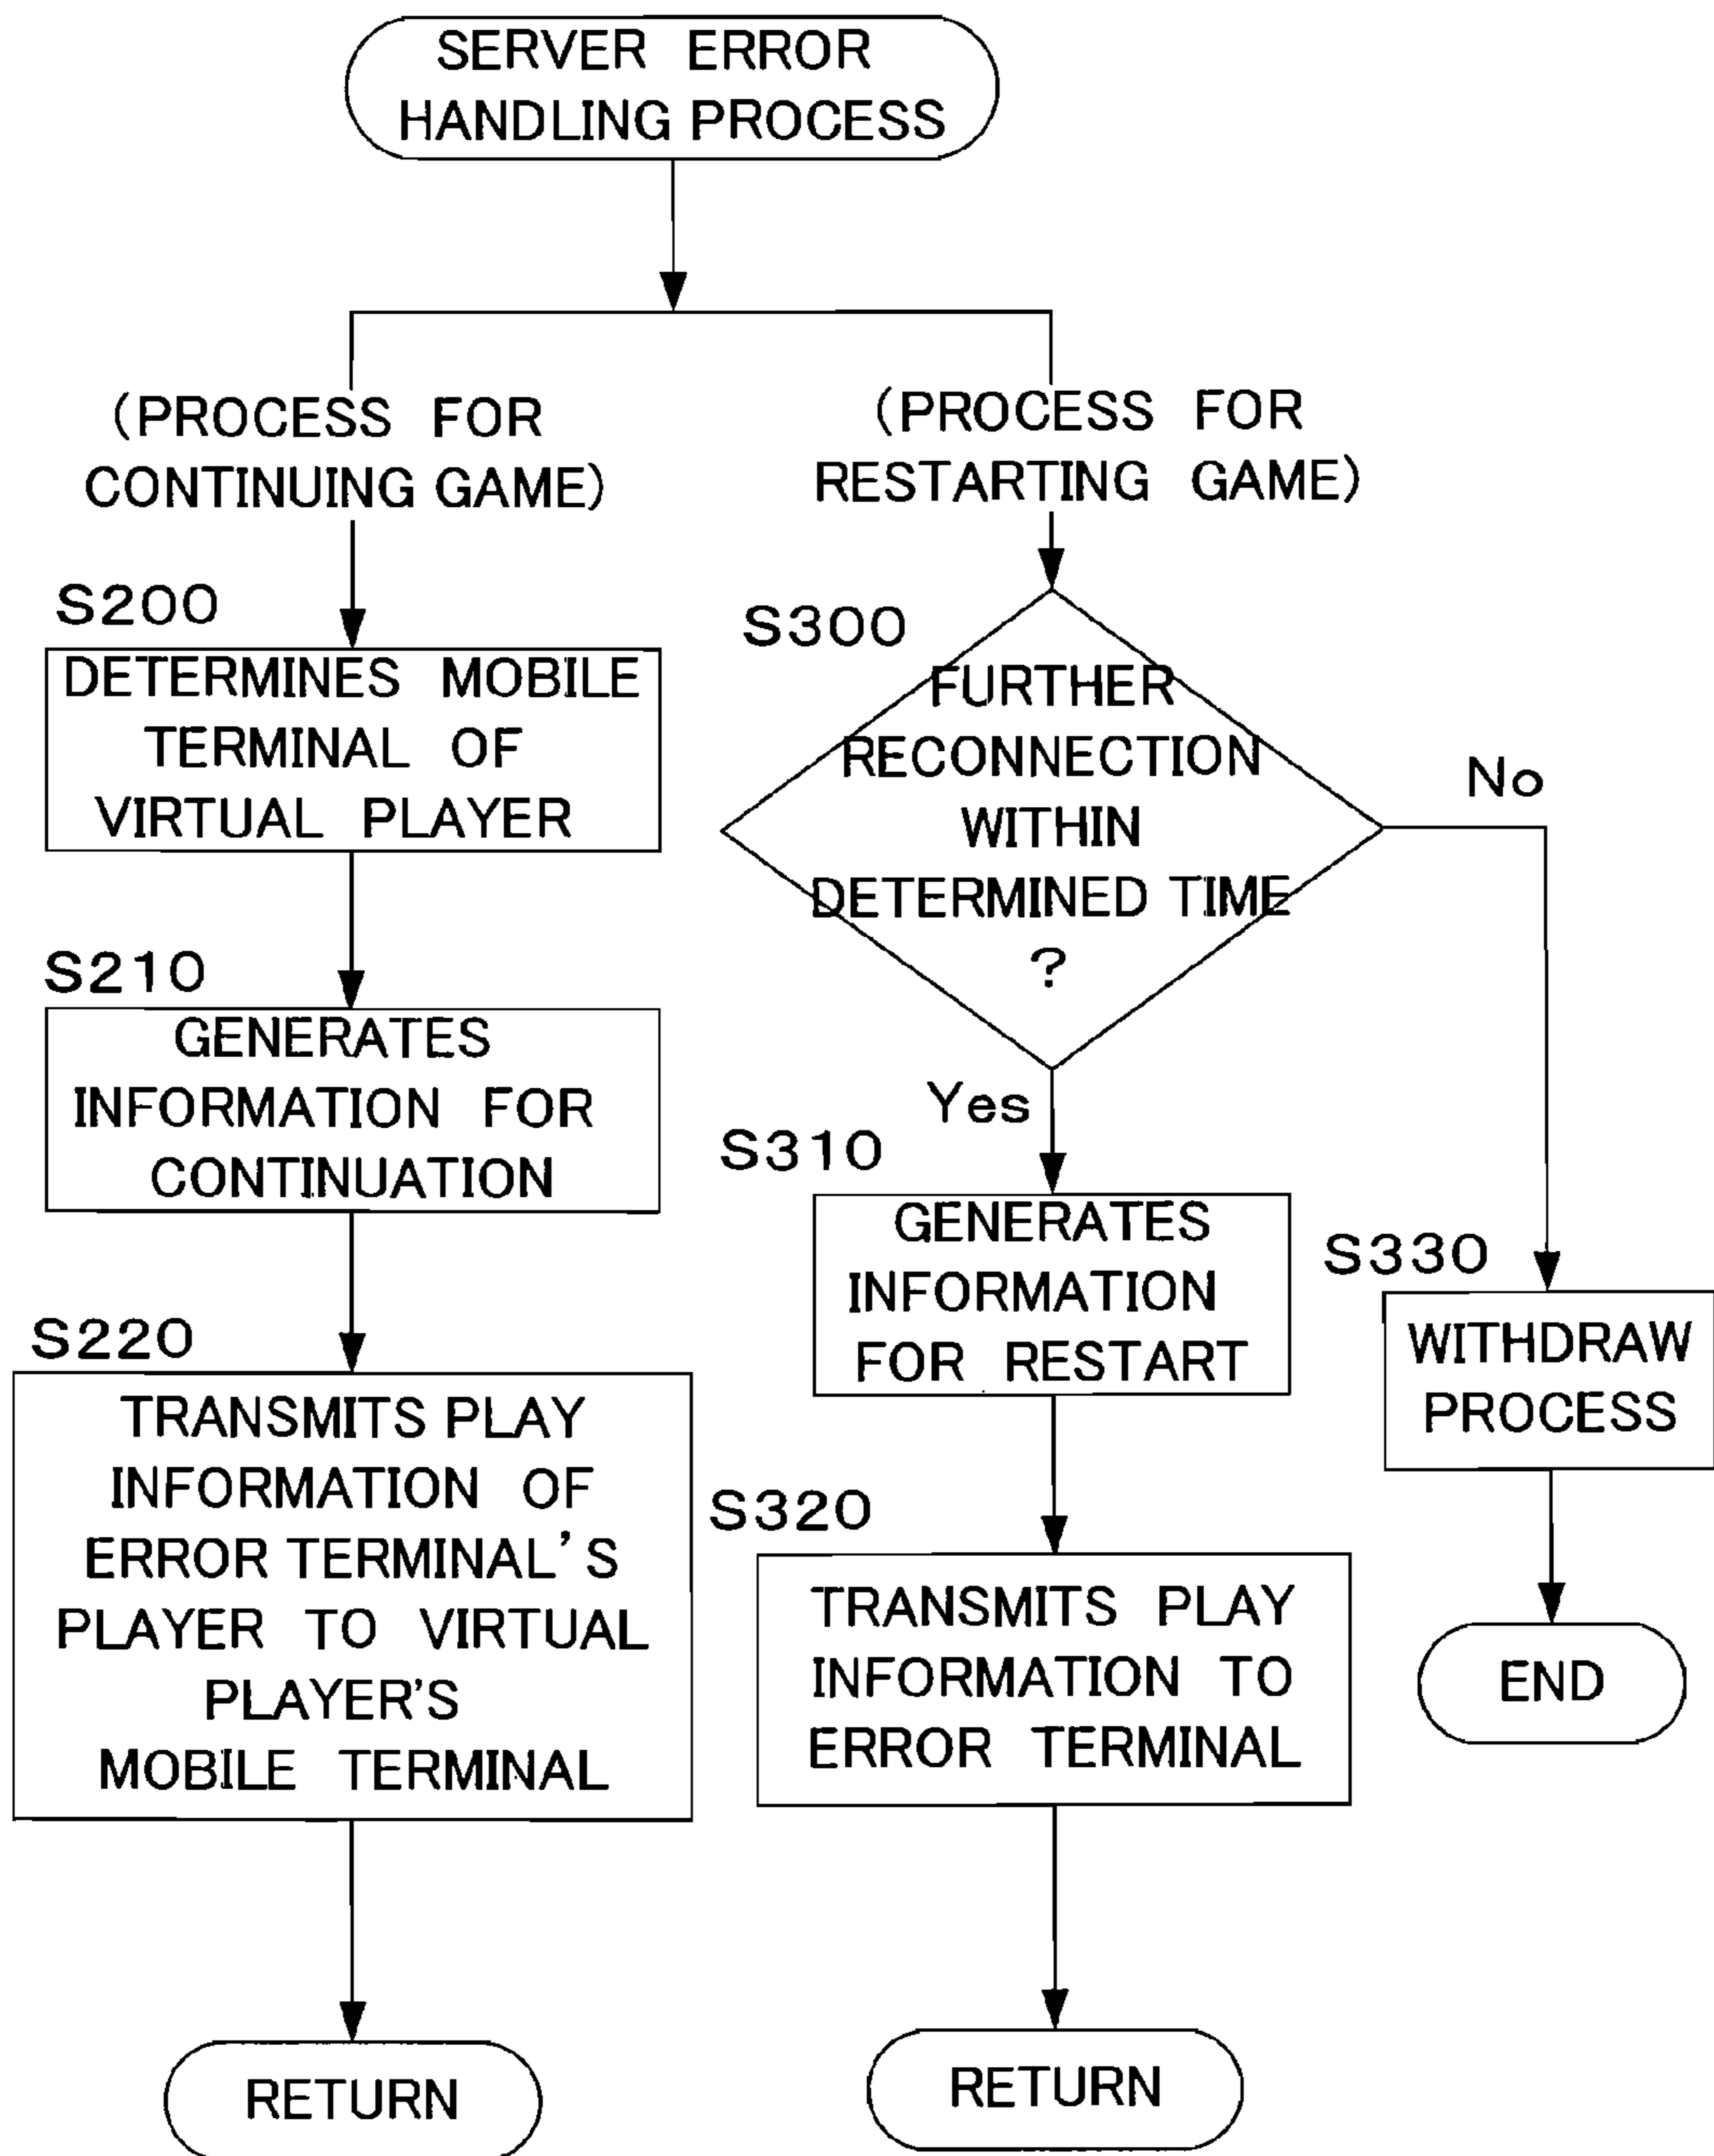 SERVER ERROR
HANDLING PROCESS
(PROCESS FOR
CONTINUING GAME)
S200
DETERMINES MOBILE
TERMINAL OF
VIRTUAL PLAYER
S210
GENERATES
INFORMATION FOR
CONTINUATION
S220
TRANSMITS PLAY
INFORMATION OF
ERROR TERMINAL'S
PLAYER TO VIRTUAL
PLAYER'S
MOBILE TERMINAL
RETURN
(PROCESS FOR
RESTARTING GAME)
S300
FURTHER
RECONNECTION
WITHIN
DETERMINED TIME
?
Yes
S310
GENERATES
INFORMATION
FOR RESTART
S320
TRANSMITS PLAY
INFORMATION TO
ERROR TERMINAL
RETURN
No
S330
WITHDRAW
PROCESS
END